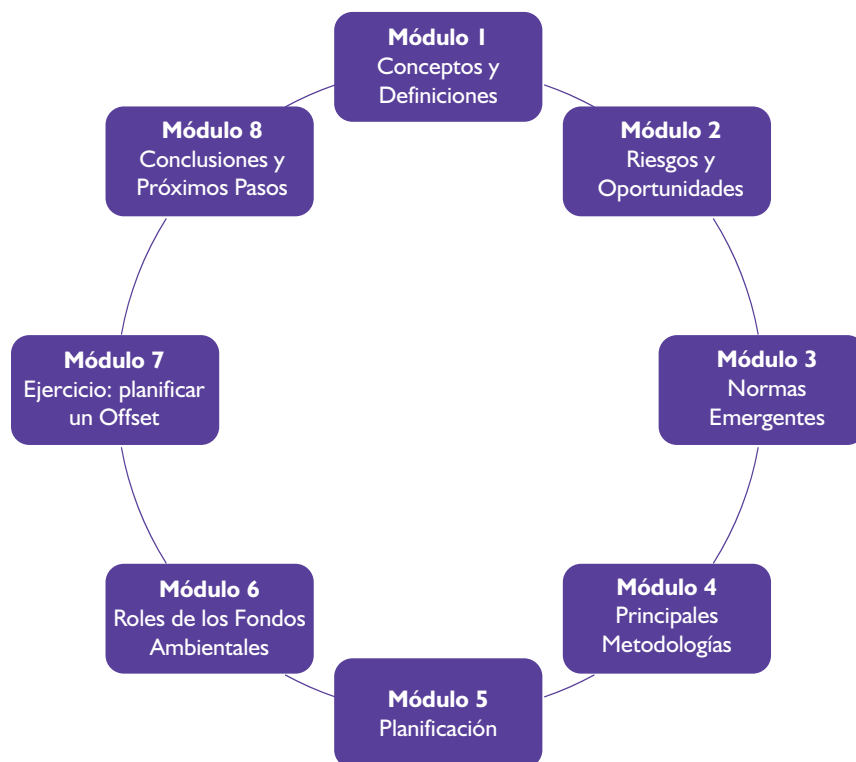 Módulo 1
Conceptos y
Definiciones
Módulo 2
Riesgos y
Oportunidades
Módulo 3
Normas
Emergentes
Módulo 4
Principales
Metodologías
Módulo 5
Planificación
Módulo 6
Roles de los Fondos
Ambientales
Módulo 7
Ejercicio: planificar
un Offset
Módulo 8
Conclusiones y
Próximos Pasos